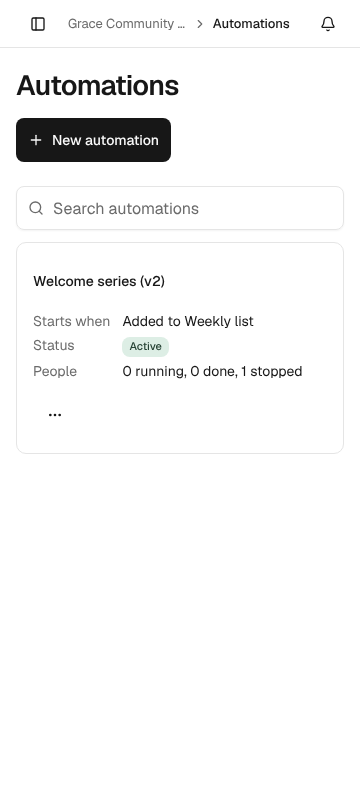 Grace Community ... > Automations
Automations
New automation
Search automations
Welcome series (v2)
Starts when Added to Weekly list
Status Active
People 0 running, 0 done, 1 stopped
...